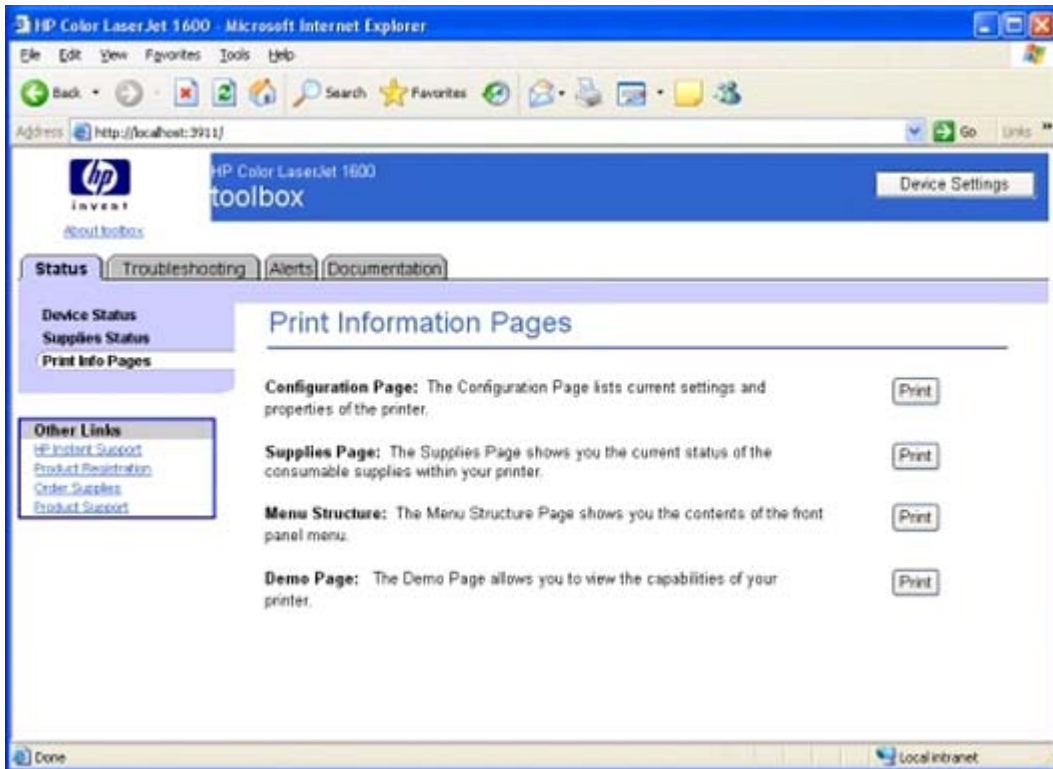 HP Color LaserJet 1600 - Microsoft Internet Explorer
File Edit View Favorites Tools Help
Back Search Favorites
Address http://localhost:3911/ Go Links »
hp
invent
About toolbox
HP Color LaserJet 1600
toolbox
Device Settings
Status Troubleshooting Alerts Documentation
Device Status
Supplies Status
Print Info Pages
Other Links
HP Instant Support
Product Registration
Order Supplies
Product Support
Print Information Pages
Configuration Page: The Configuration Page lists current settings and
properties of the printer.
Print
Supplies Page: The Supplies Page shows you the current status of the
consumable supplies within your printer.
Print
Menu Structure: The Menu Structure Page shows you the contents of the front
panel menu.
Print
Demo Page: The Demo Page allows you to view the capabilities of your
printer.
Print
Done Local intranet